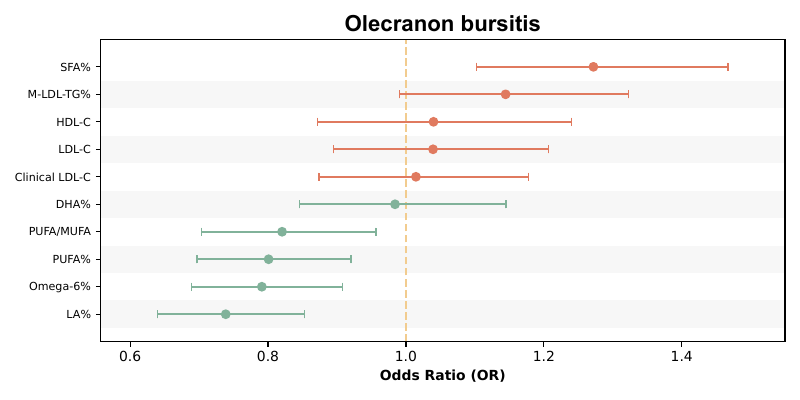 Olecranon bursitis
SFA%
M-LDL-TG%
HDL-C
LDL-C
Clinical LDL-C
DHA%
PUFA/MUFA
PUFA%
Omega-6%
LA%
0.6 0.8 1.0 1.2 1.4
Odds Ratio (OR)